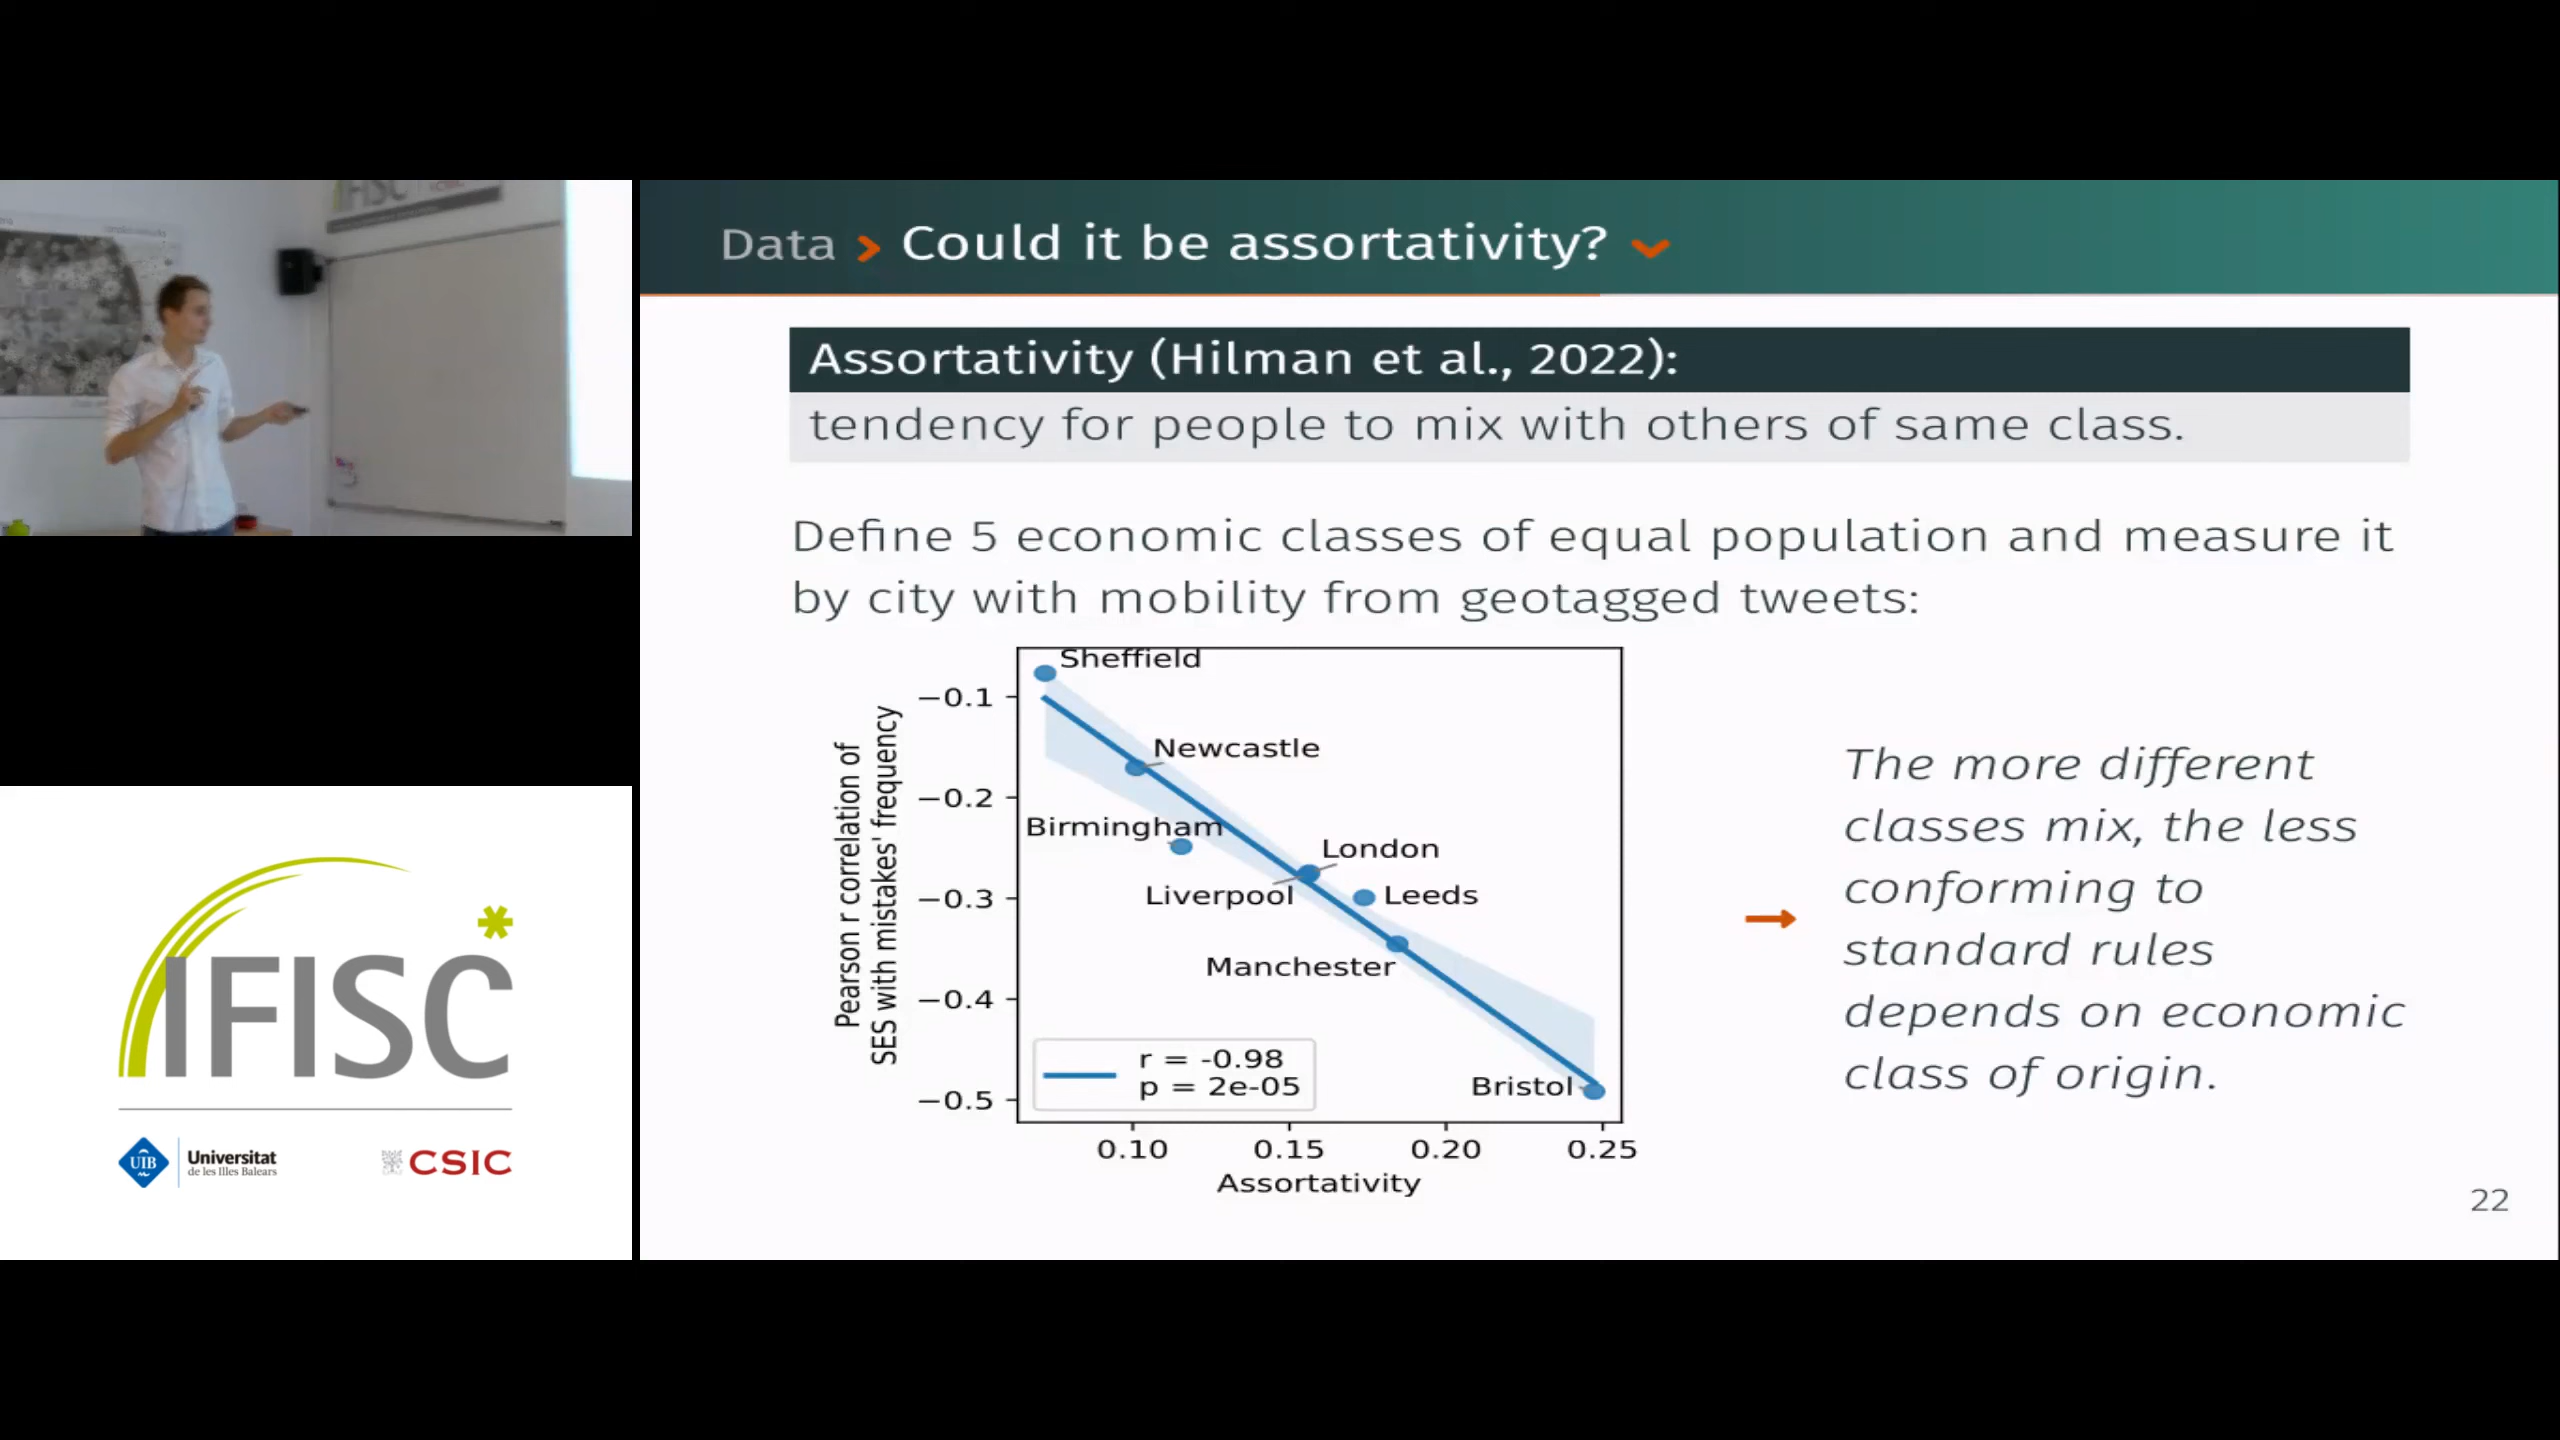 IFISC
Data > Could it be assortativity?
Assortativity (Hilman et al., 2022):
tendency for people to mix with others of same class.
Define 5 economic classes of equal population and measure it
by city with mobility from geotagged tweets:
Pearson r correlation of
SES with mistakes' frequency
−0.1
−0.2
−0.3
−0.4
−0.5
Sheffield
Newcastle
Birmingham
London
Liverpool
Leeds
Manchester
Bristol
r = -0.98
p = 2e-05
0.10 0.15 0.20 0.25
Assortativity
The more different
classes mix, the less
conforming to
standard rules
depends on economic
class of origin.
22
IFISC
UIB
Universitat
de les Illes Balears
CSIC